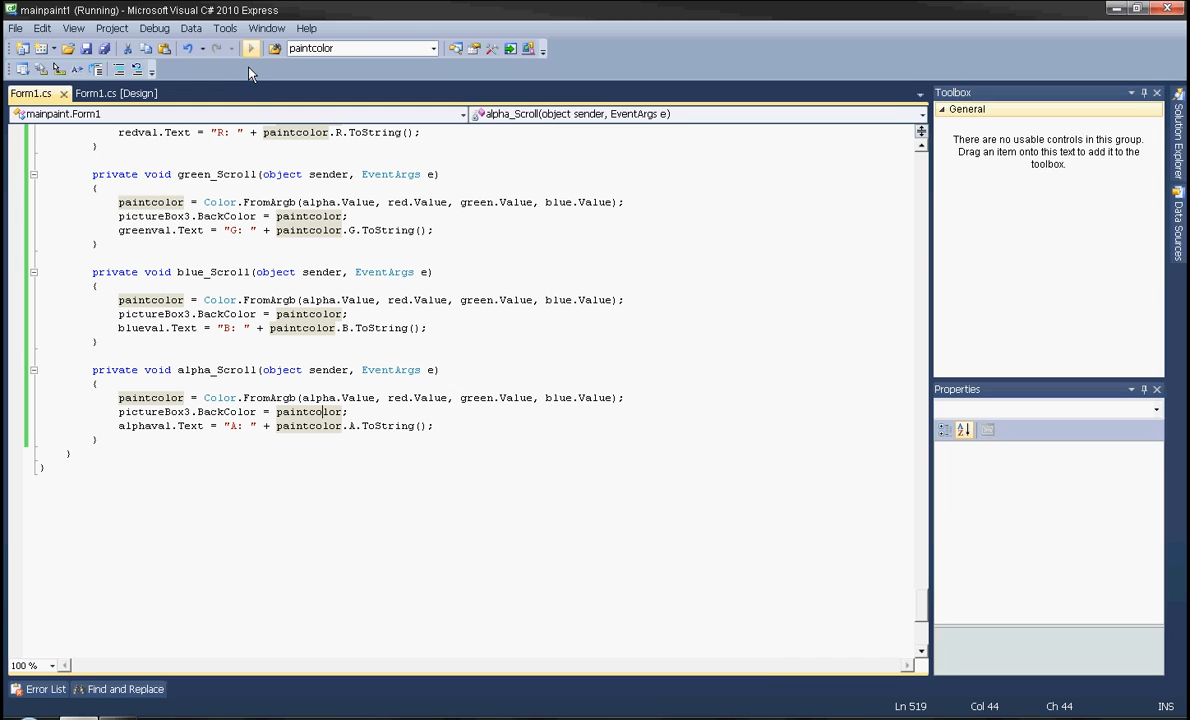 mainpaint1 (Running) - Microsoft Visual C# 2010 Express
File Edit View Project Debug Data Tools Window Help
paintcolor
Form1.cs Form1.cs [Design]
mainpaint.Form1 alpha_Scroll(object sender, EventArgs e)
redval.Text = "R: " + paintcolor.R.ToString();
}
private void green_Scroll(object sender, EventArgs e)
{
paintcolor = Color.FromArgb(alpha.Value, red.Value, green.Value, blue.Value);
pictureBox3.BackColor = paintcolor;
greenval.Text = "G: " + paintcolor.G.ToString();
}
private void blue_Scroll(object sender, EventArgs e)
{
paintcolor = Color.FromArgb(alpha.Value, red.Value, green.Value, blue.Value);
pictureBox3.BackColor = paintcolor;
blueval.Text = "B: " + paintcolor.B.ToString();
}
private void alpha_Scroll(object sender, EventArgs e)
{
paintcolor = Color.FromArgb(alpha.Value, red.Value, green.Value, blue.Value);
pictureBox3.BackColor = paintcolor;
alphaval.Text = "A: " + paintcolor.A.ToString();
}
}
}
100 %
Toolbox
General
There are no usable controls in this group.
Drag an item onto this text to add it to the
toolbox.
Properties
Solution Explorer
Data Sources
Error List Find and Replace
Ln 519 Col 44 Ch 44 INS